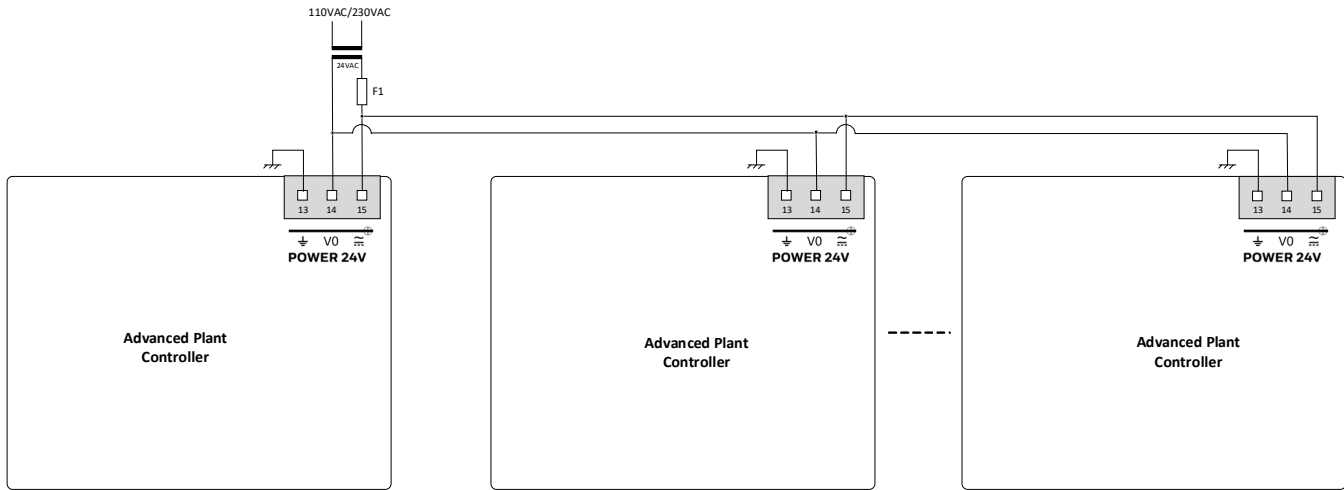 110VAC/230VAC
24VAC
F1
13 14 15
V0
POWER 24V
Advanced Plant
Controller
13 14 15
V0
POWER 24V
Advanced Plant
Controller
13 14 15
V0
POWER 24V
Advanced Plant
Controller